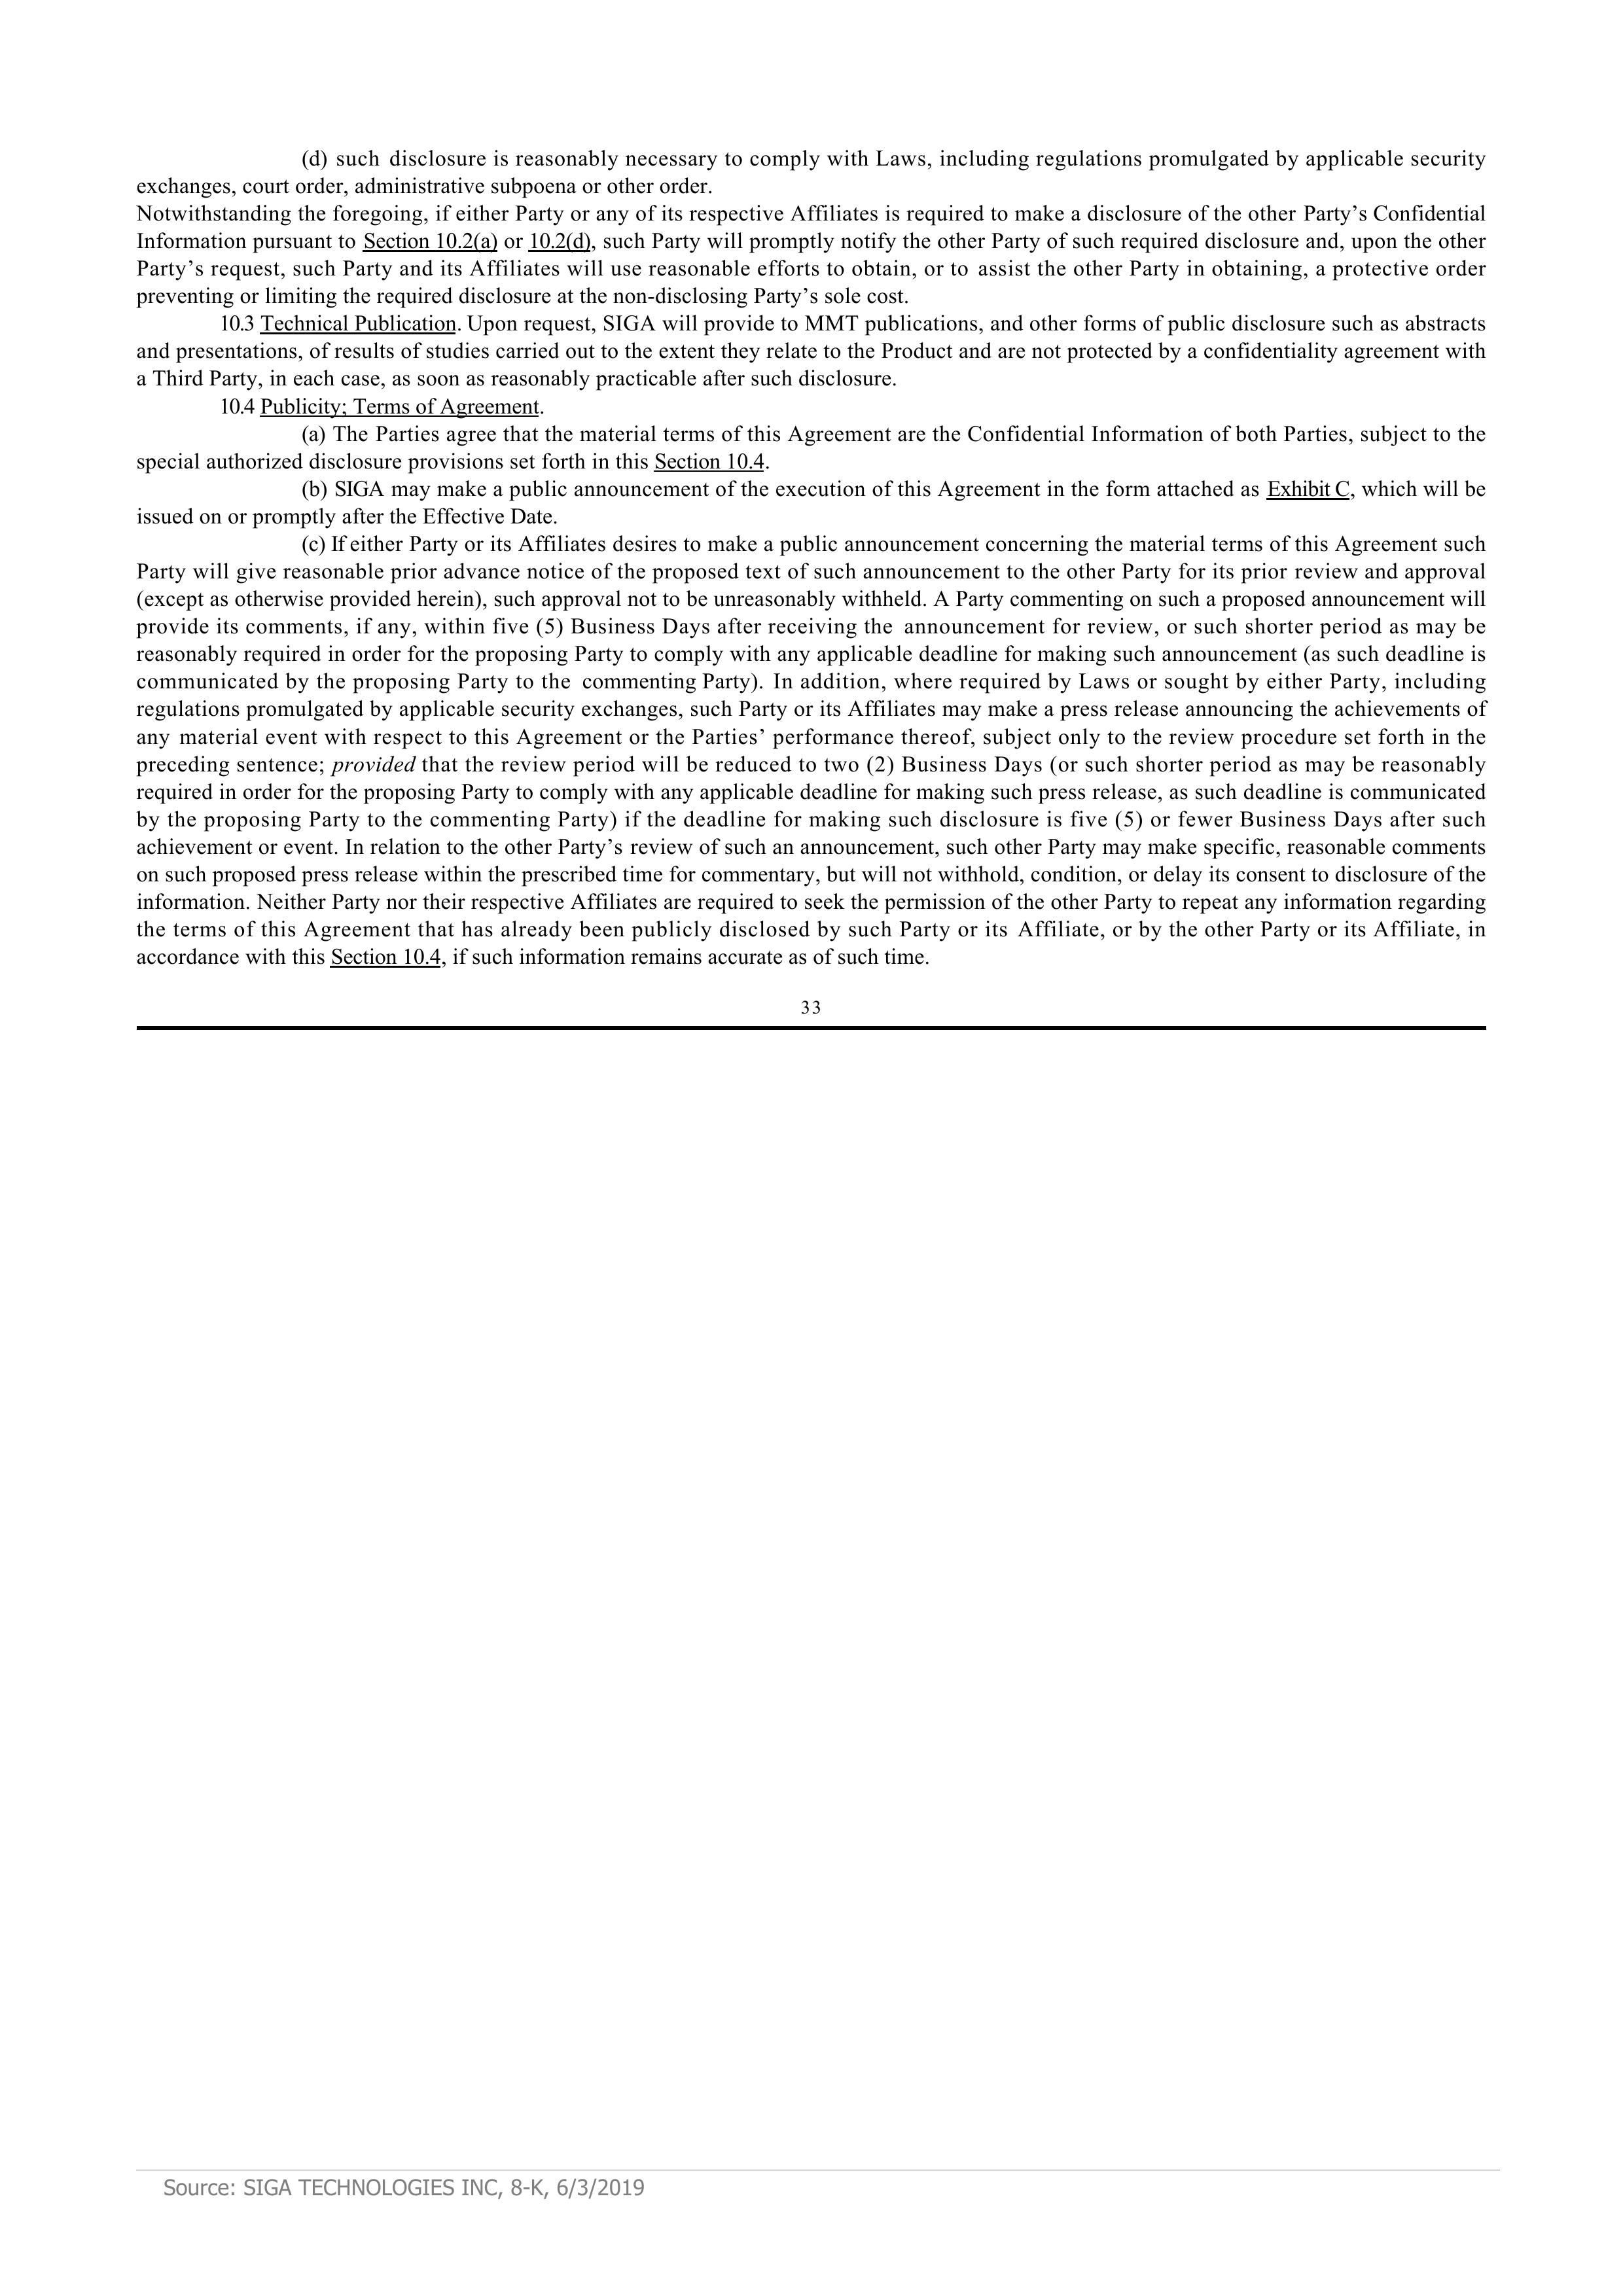 (d) such disclosure is reasonably necessary to comply with Laws, including regulations promulgated by applicable security
exchanges, court order, administrative subpoena or other order.
Notwithstanding the foregoing, if either Party or any of its respective Affiliates is required to make a disclosure of the other Party’s Confidential
Information pursuant to Section 10.2(a) or 10.2(d), such Party will promptly notify the other Party of such required disclosure and, upon the other
Party’s request, such Party and its Affiliates will use reasonable efforts to obtain, or to assist the other Party in obtaining, a protective order
preventing or limiting the required disclosure at the non-disclosing Party’s sole cost.
10.3 Technical Publication. Upon request, SIGA will provide to MMT publications, and other forms of public disclosure such as abstracts
and presentations, of results of studies carried out to the extent they relate to the Product and are not protected by a confidentiality agreement with
a Third Party, in each case, as soon as reasonably practicable after such disclosure.
10.4 Publicity; Terms of Agreement.
(a) The Parties agree that the material terms of this Agreement are the Confidential Information of both Parties, subject to the
special authorized disclosure provisions set forth in this Section 10.4.
(b) SIGA may make a public announcement of the execution of this Agreement in the form attached as Exhibit C, which will be
issued on or promptly after the Effective Date.
(c) If either Party or its Affiliates desires to make a public announcement concerning the material terms of this Agreement such
Party will give reasonable prior advance notice of the proposed text of such announcement to the other Party for its prior review and approval
(except as otherwise provided herein), such approval not to be unreasonably withheld. A Party commenting on such a proposed announcement will
provide its comments, if any, within five (5) Business Days after receiving the announcement for review, or such shorter period as may be
reasonably required in order for the proposing Party to comply with any applicable deadline for making such announcement (as such deadline is
communicated by the proposing Party to the commenting Party). In addition, where required by Laws or sought by either Party, including
regulations promulgated by applicable security exchanges, such Party or its Affiliates may make a press release announcing the achievements of
any material event with respect to this Agreement or the Parties’ performance thereof, subject only to the review procedure set forth in the
preceding sentence; provided that the review period will be reduced to two (2) Business Days (or such shorter period as may be reasonably
required in order for the proposing Party to comply with any applicable deadline for making such press release, as such deadline is communicated
by the proposing Party to the commenting Party) if the deadline for making such disclosure is five (5) or fewer Business Days after such
achievement or event. In relation to the other Party’s review of such an announcement, such other Party may make specific, reasonable comments
on such proposed press release within the prescribed time for commentary, but will not withhold, condition, or delay its consent to disclosure of the
information. Neither Party nor their respective Affiliates are required to seek the permission of the other Party to repeat any information regarding
the terms of this Agreement that has already been publicly disclosed by such Party or its Affiliate, or by the other Party or its Affiliate, in
accordance with this Section 10.4, if such information remains accurate as of such time.
33
Source: SIGA TECHNOLOGIES INC, 8-K, 6/3/2019